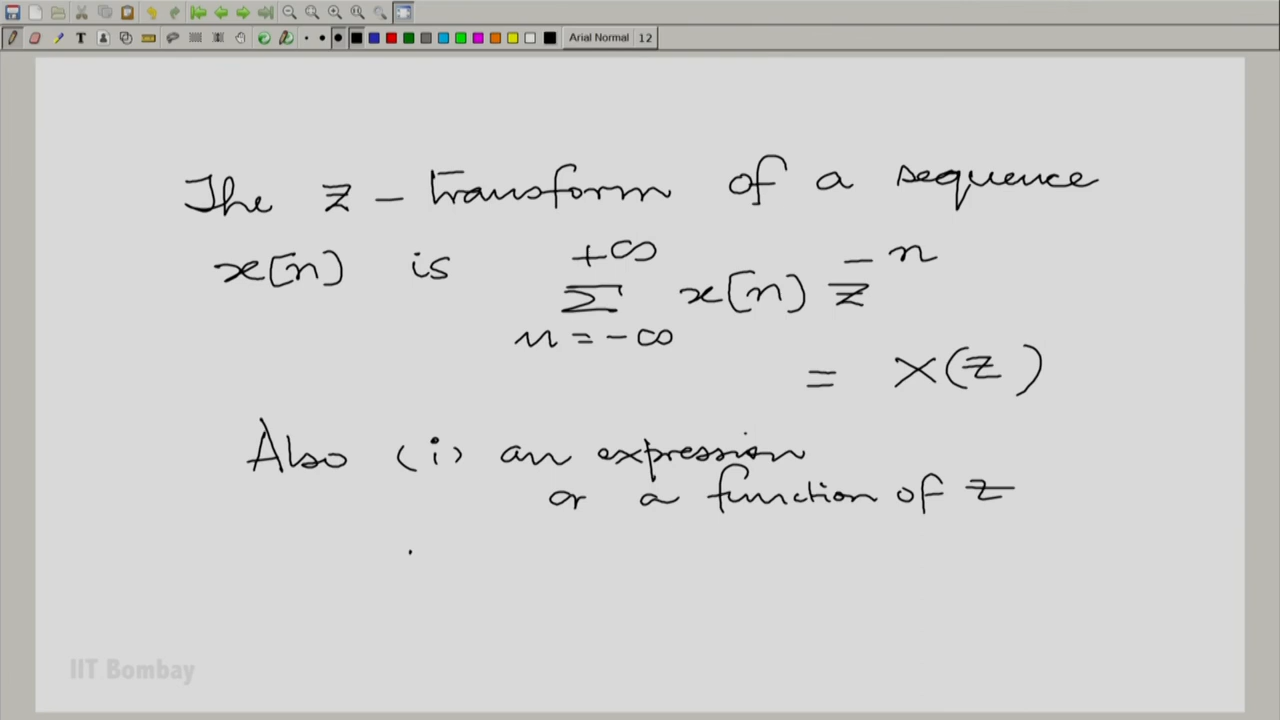 Arial Normal 12
The z - transform of a sequence
x[n] is +∞ Σ n = -∞ x[n] z^-n
= X(z)
Also (i) an expression
or a function of z
IIT Bombay